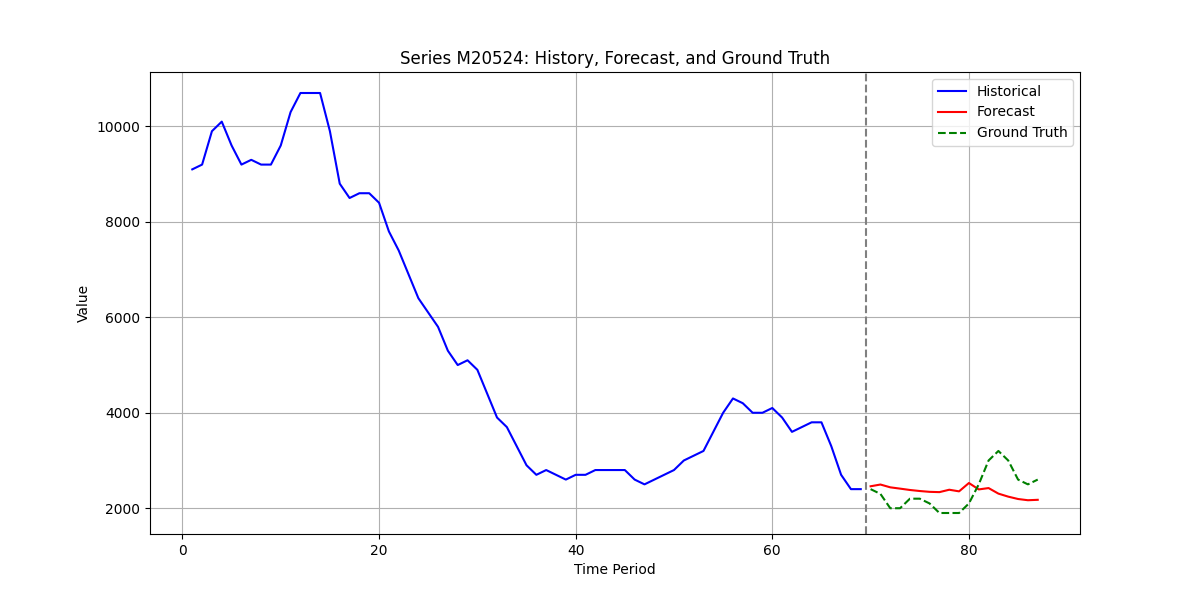 Series M20524: History, Forecast, and Ground Truth
Historical
Forecast
Ground Truth
10000
8000
6000
4000
2000
Value
0 20 40 60 80
Time Period